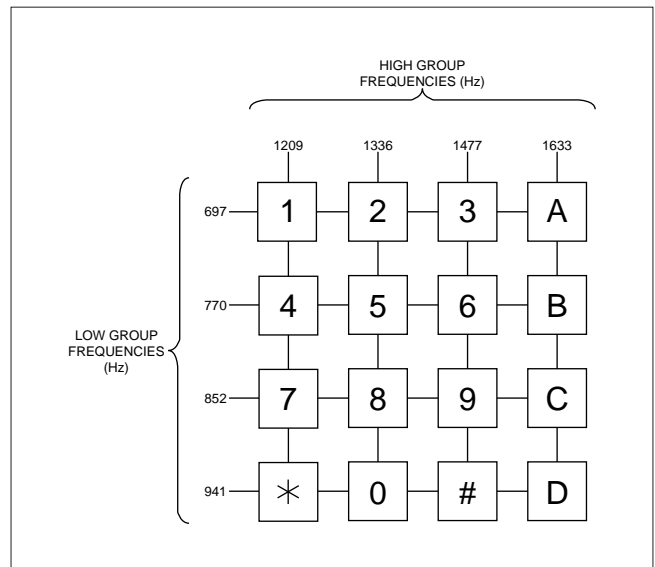 HIGH GROUP
FREQUENCIES (Hz)
1209 1336 1477 1633
697 1 2 3 A
770 4 5 6 B
LOW GROUP
FREQUENCIES
(Hz)
852 7 8 9 C
941 * 0 # D